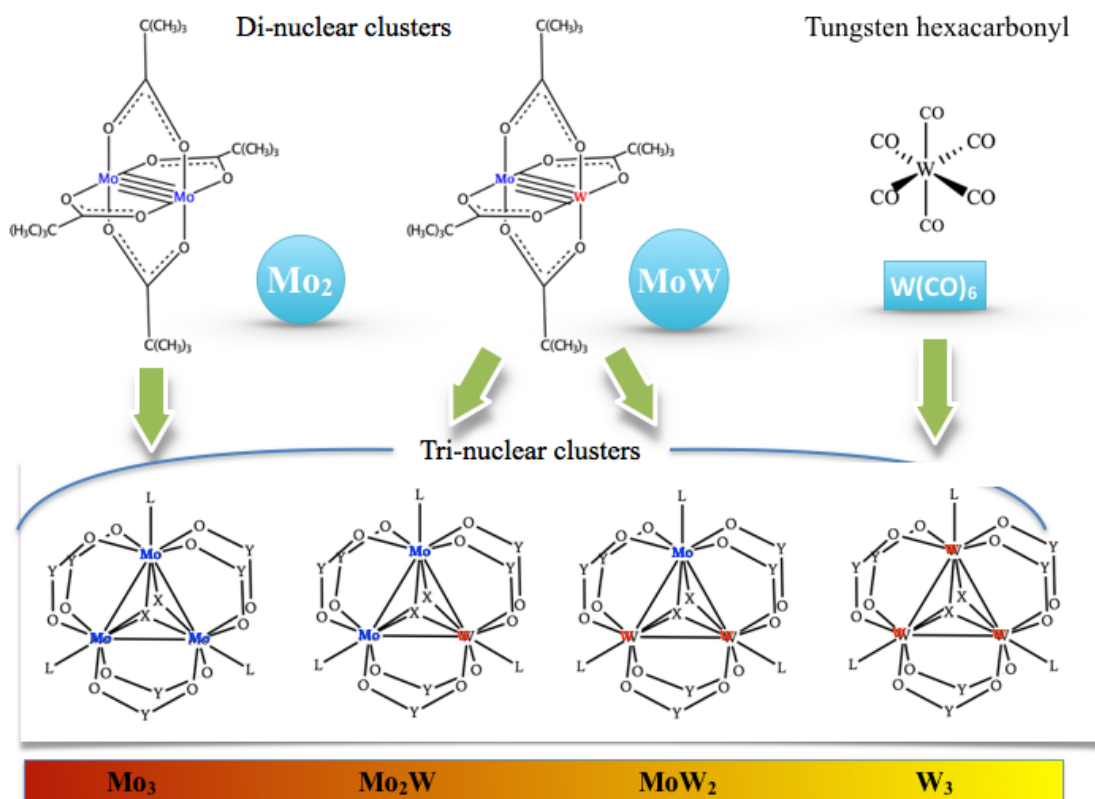 C(CH₃)₃
Di-nuclear clusters
C(CH₃)₃
Tungsten hexacarbonyl
O O
O C(CH₃)₃
Mo
Mo
O
O
(H₃C)₃C
O
O O
C(CH₃)₃
Mo₂
O O
O C(CH₃)₃
Mo
W
O
O
(H₃C)₃C
O
O O
C(CH₃)₃
MoW
CO
CO CO
W
CO CO
CO
W(CO)₆
Tri-nuclear clusters
L
O O O O
Y Y Mo Y Y
X
O O X O O
Mo Mo
L O O L
O Y O
Y
L
O O O O
Y Y Mo Y Y
X
O O X O O
Mo W
L O O L
O Y O
Y
L
O O O O
Y Y Mo Y Y
X
O O X O O
W W
L O O L
O Y O
Y
L
O O O O
Y Y W Y Y
X
O O X O O
W W
L O O L
O Y O
Y
Mo₃ Mo₂W MoW₂ W₃